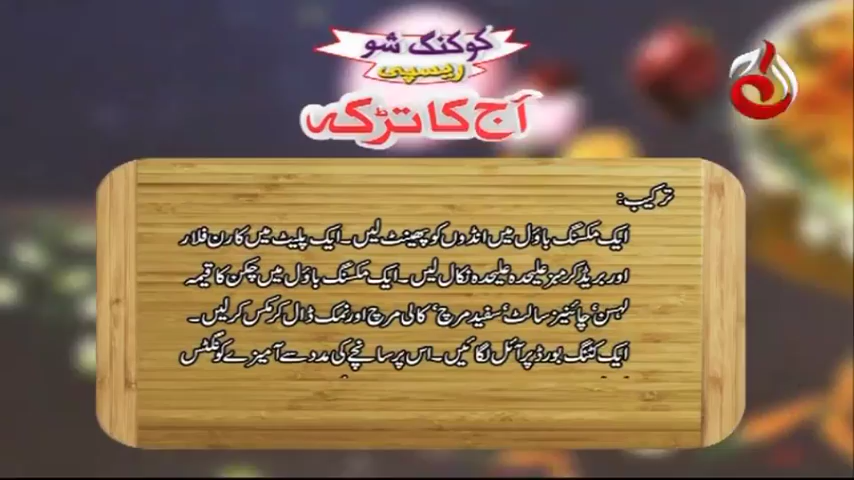 کوکنگ شو
ریسپی
آج کا تڑکہ
ترکیب:
ایک مکسنگ باؤل میں انڈوں کو پھینٹ لیں۔ ایک پلیٹ میں کارن فلار
اور بریڈ کرمبز علیحدہ علیحدہ نکال لیں۔ ایک مکسنگ باؤل میں چکن کا قیمہ
لہسن‘ چائنیز سالٹ‘ سفید مرچ‘ کالی مرچ اور نمک ڈال کر مکس کر لیں۔
ایک کٹنگ بورڈ پر آئل لگائیں۔ اس پر سانچے کی مدد سے آمیزے کو نگٹس